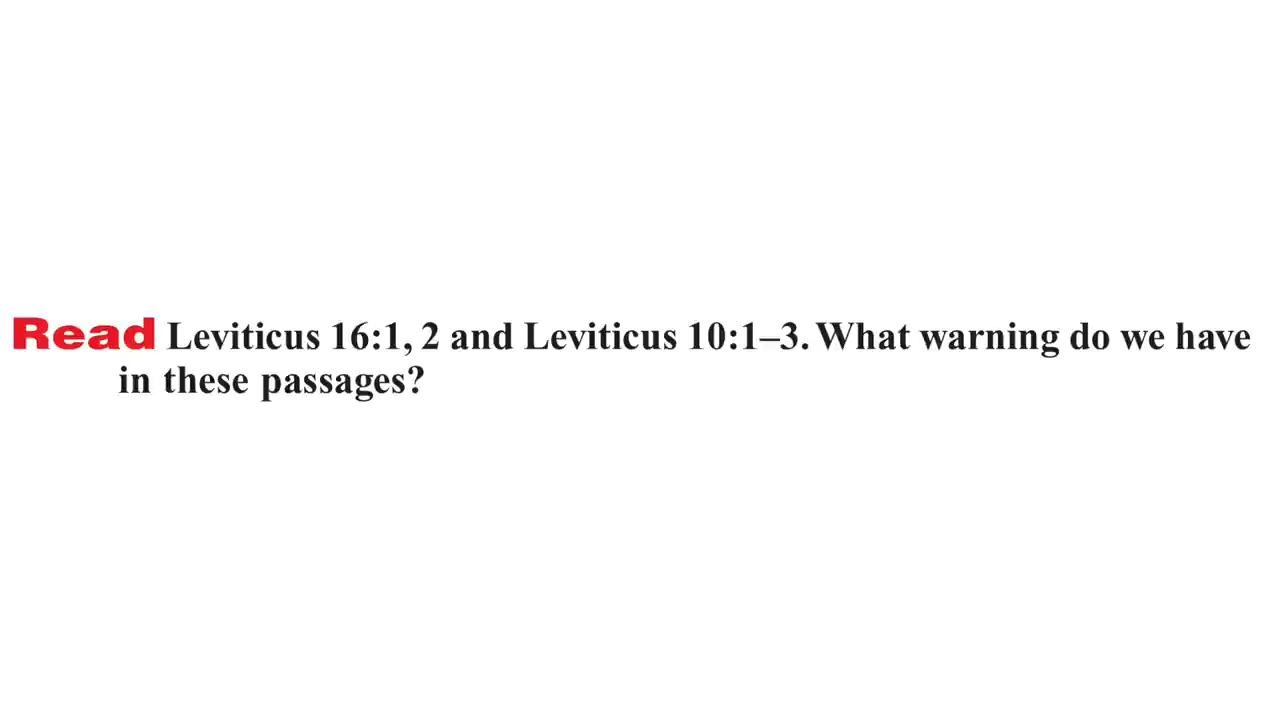 Read Leviticus 16:1, 2 and Leviticus 10:1–3. What warning do we have
in these passages?